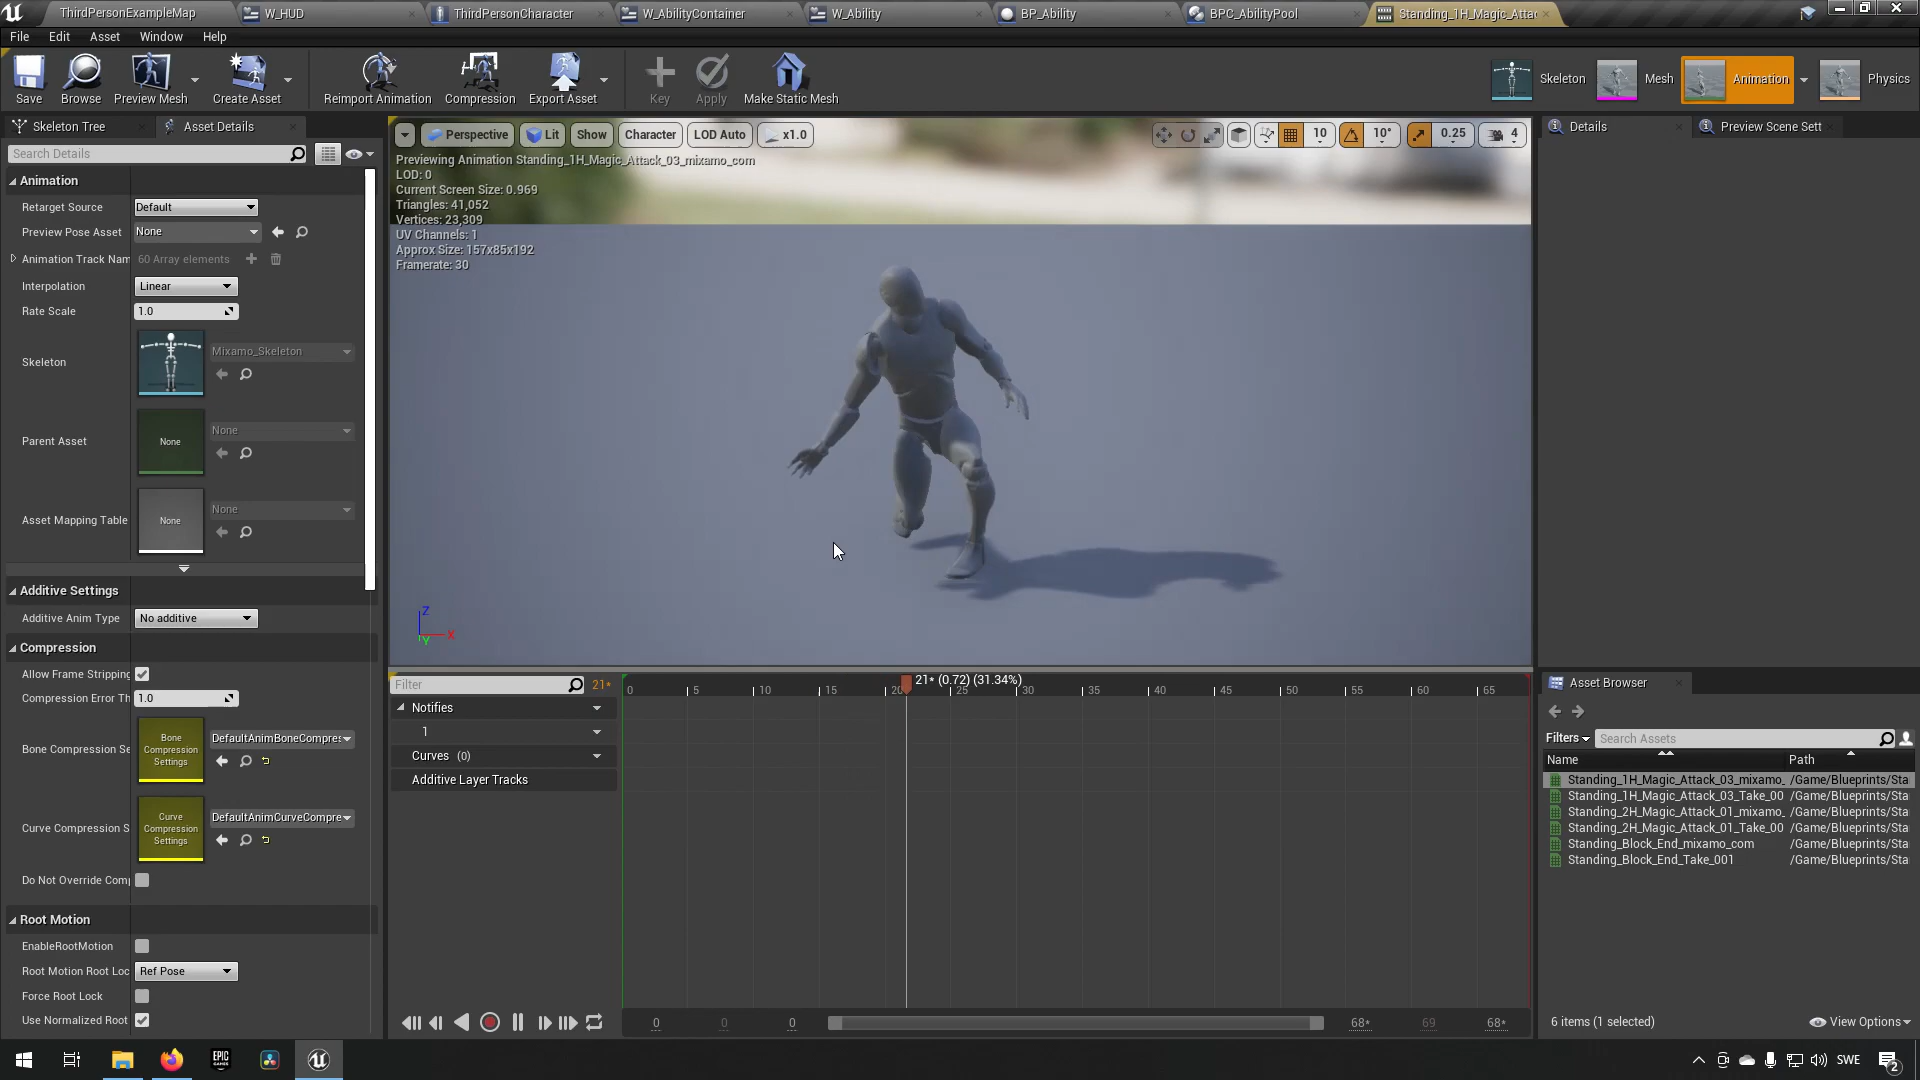 ThirdPersonExampleMap
W_HUD
ThirdPersonCharacter
W_AbilityContainer
W_Ability
BP_Ability
BPC_AbilityPool
Standing_1H_Magic_Attac
File
Edit
Asset
Window
Help
Save
Browse
Preview Mesh
Create Asset
Reimport Animation
Compression
Export Asset
Key
Apply
Make Static Mesh
Skeleton
Mesh
Animation
Physics
Skeleton Tree
Asset Details
Search Details
Animation
Retarget Source
Default
Preview Pose Asset
None
Animation Track Nam
60 Array elements
Interpolation
Linear
Rate Scale
1.0
Skeleton
Mixamo_Skeleton
Parent Asset
None
None
Asset Mapping Table
None
None
Additive Settings
Additive Anim Type
No additive
Compression
Allow Frame Stripping
Compression Error Th
1.0
Bone Compression Se
Bone
Compression
Settings
DefaultAnimBoneCompres
Curve Compression S
Curve
Compression
Settings
DefaultAnimCurveCompre
Do Not Override Comp
Root Motion
EnableRootMotion
Root Motion Root Loc
Ref Pose
Force Root Lock
Use Normalized Root
Perspective
Lit
Show
Character
LOD Auto
x1.0
10
10°
0.25
4
Previewing Animation Standing_1H_Magic_Attack_03_mixamo_com
LOD: 0
Current Screen Size: 0.969
Triangles: 41,052
Vertices: 23,309
UV Channels: 1
Approx Size: 157x85x192
Framerate: 30
Z
X
Y
Filter
21*
21* (0.72) (31.34%)
0 5 10 15 20 25 30 35 40 45 50 55 60 65
Notifies
1
Curves (0)
Additive Layer Tracks
0 0 0 68* 69 68*
Details
Preview Scene Sett
Asset Browser
Filters
Search Assets
Name
Path
Standing_1H_Magic_Attack_03_mixamo_ /Game/Blueprints/Sta
Standing_1H_Magic_Attack_03_Take_00 /Game/Blueprints/Sta
Standing_2H_Magic_Attack_01_mixamo_ /Game/Blueprints/Sta
Standing_2H_Magic_Attack_01_Take_00 /Game/Blueprints/Sta
Standing_Block_End_mixamo_com /Game/Blueprints/Sta
Standing_Block_End_Take_001 /Game/Blueprints/Sta
6 items (1 selected)
View Options
EPIC
GAMES
SWE
2